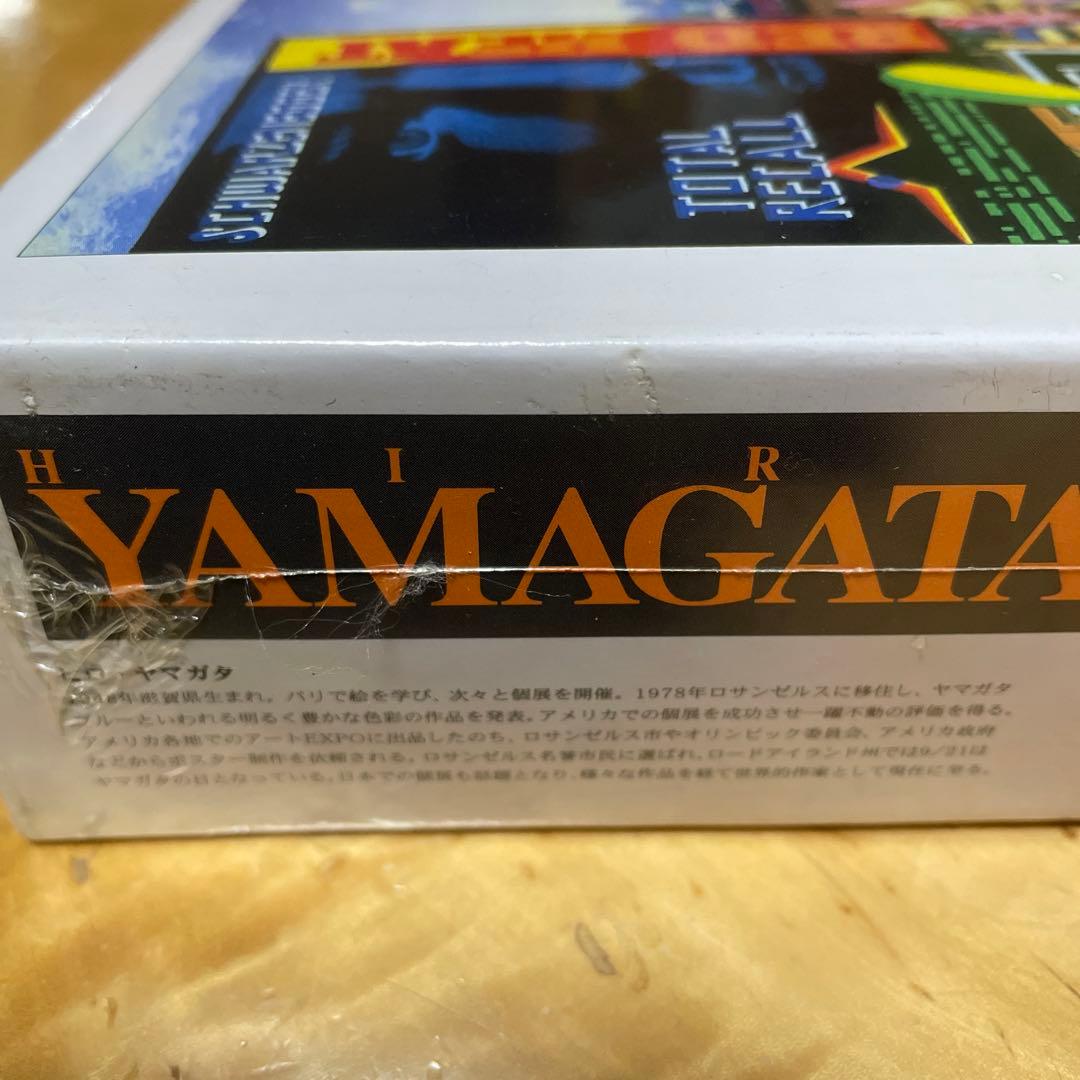 SCHWARZENEGGER
TOTAL
RECALL
H I R
YAMAGATA
ヤマガタ
年滋賀県生まれ。パリで絵を学び、次々と個展を開催。1978年ロサンゼルスに移住し、ヤマガタ
ブルーといわれる明るく豊かな色彩の作品を発表。アメリカでの個展を成功させ一躍不動の評価を得る。
アメリカ各地でのアートEXPOに出品したのち、ロサンゼルス市やオリンピック委員会、アメリカ政府
などからポスター制作を依頼される。ロサンゼルス名誉市民に選ばれ、ロードアイランド州では9/21は
ヤマガタの日となっている。日本での個展も話題となり、様々な作品を経て世界的作家として現在に至る。